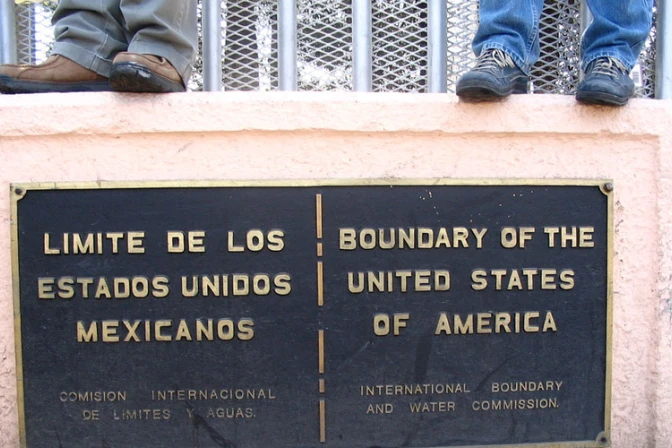 LIMITE DE LOS
ESTADOS UNIDOS
MEXICANOS
COMISION INTERNACIONAL
DE LIMITES Y AGUAS.
BOUNDARY OF THE
UNITED STATES
OF AMERICA
INTERNATIONAL BOUNDARY
AND WATER COMMISSION.